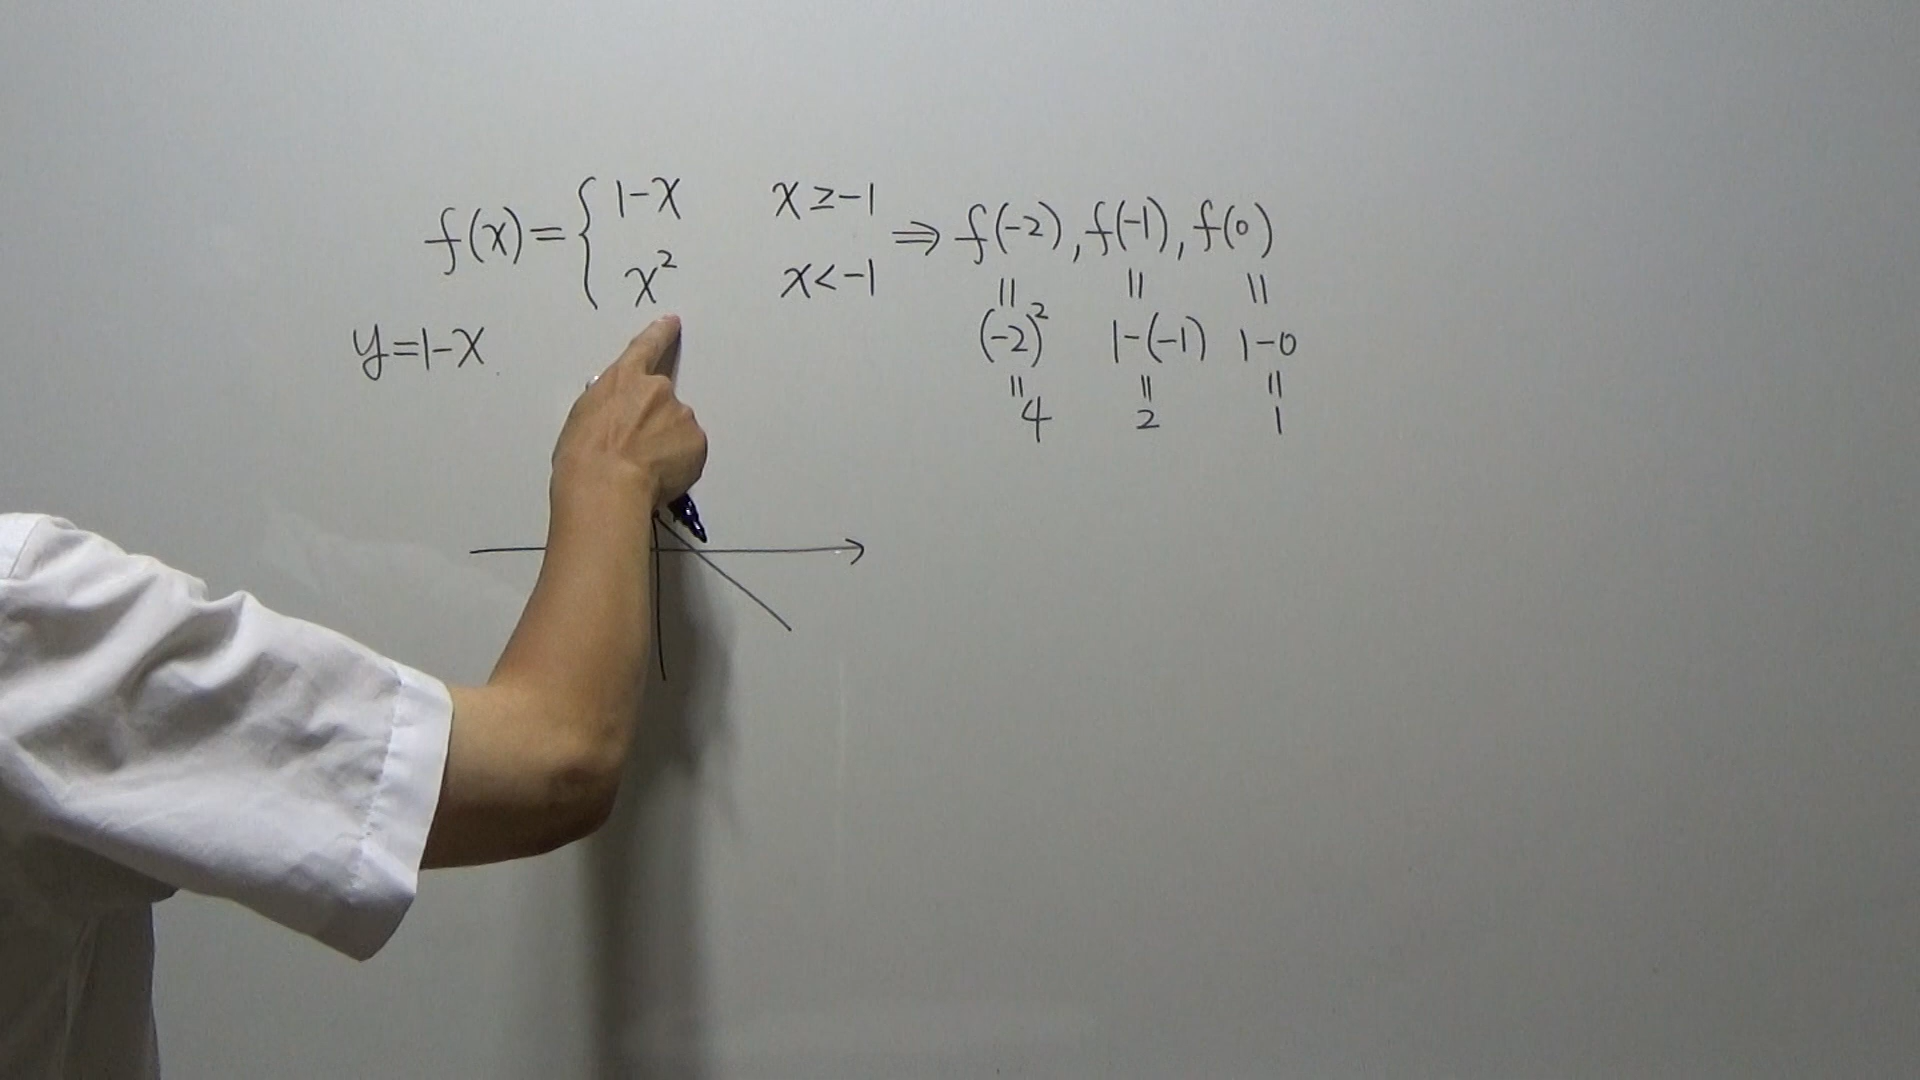 f(x)={ 1-x x≥-1 ⇒ f(-2), f(-1), f(0)
x² x<-1
= = =
y=1-x (-2)² 1-(-1) 1-0
= = =
4 2 1